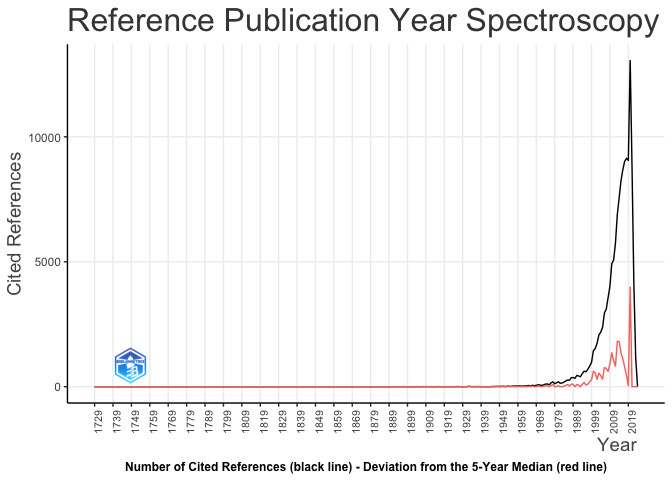 Reference Publication Year Spectroscopy
Cited References
10000
5000
0
1729 1739 1749 1759 1769 1779 1789 1799 1809 1819 1829 1839 1849 1859 1869 1879 1889 1899 1909 1919 1929 1939 1949 1959 1969 1979 1989 1999 2009 2019
Year
Number of Cited References (black line) - Deviation from the 5-Year Median (red line)